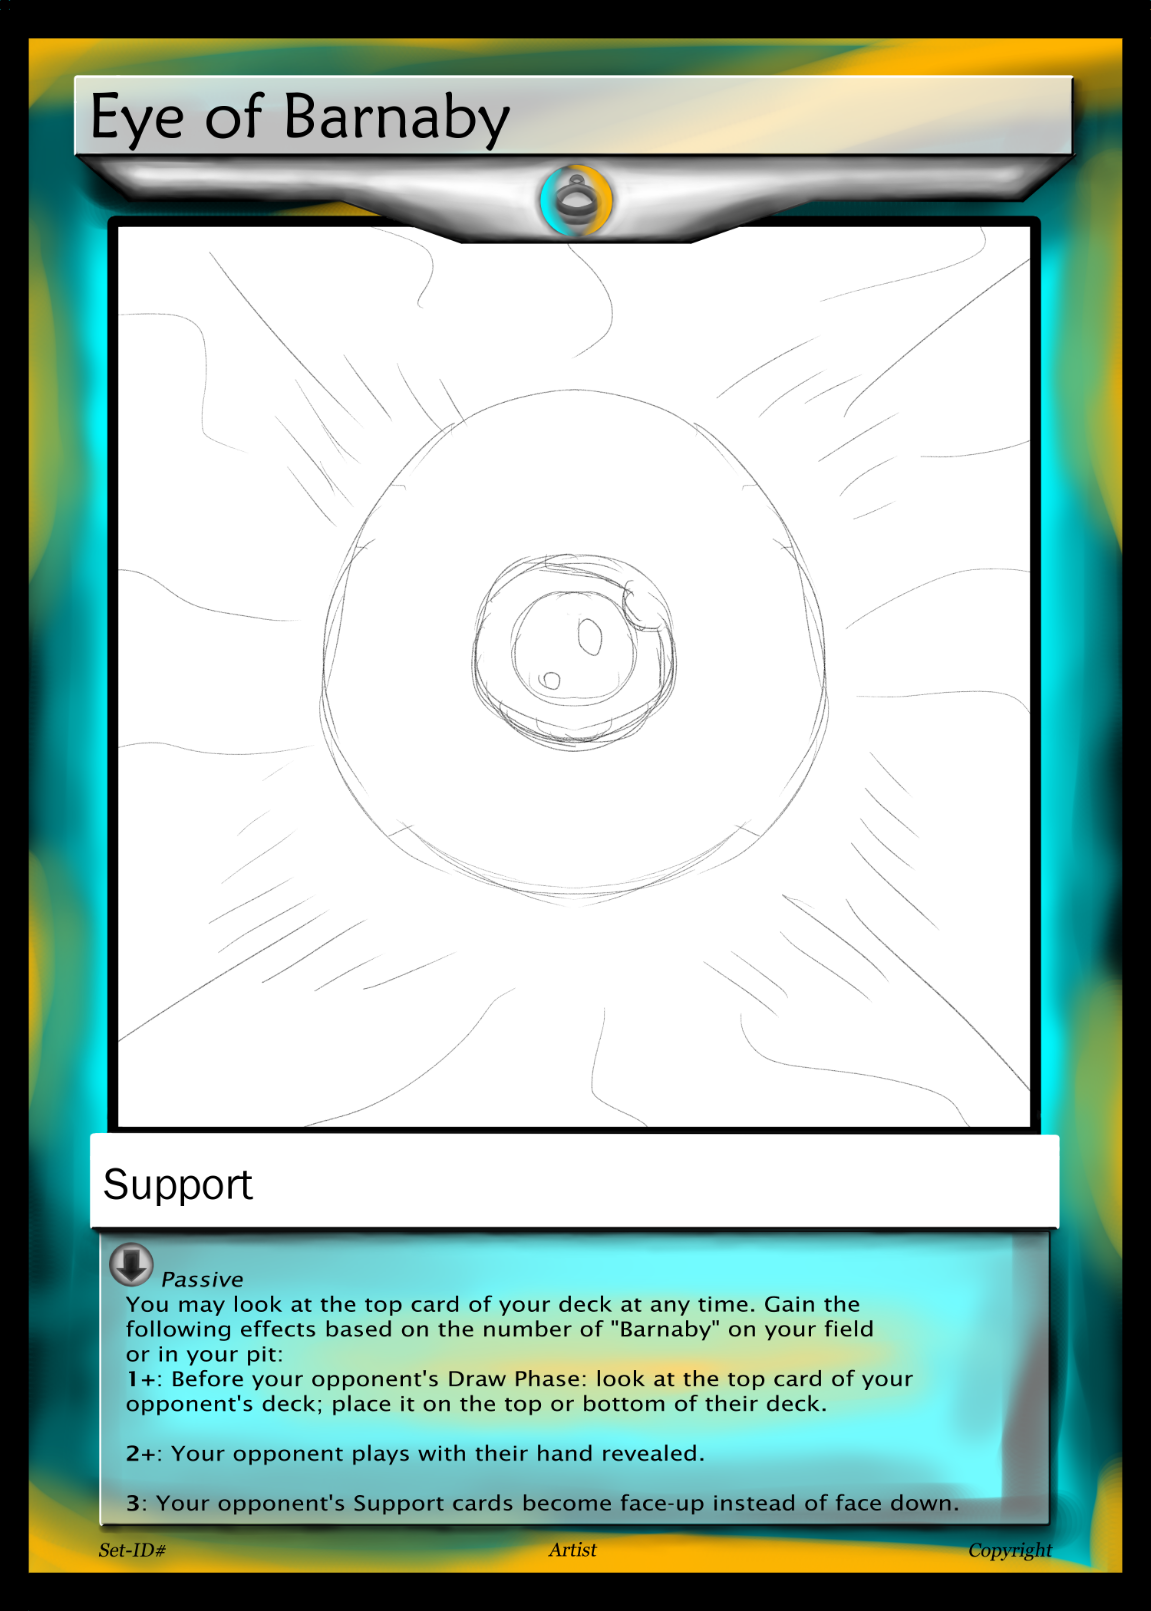 Eye of Barnaby
Support
Passive
You may look at the top card of your deck at any time. Gain the
following effects based on the number of "Barnaby" on your field
or in your pit:
1+: Before your opponent's Draw Phase: look at the top card of your
opponent's deck; place it on the top or bottom of their deck.
2+: Your opponent plays with their hand revealed.
3: Your opponent's Support cards become face-up instead of face down.
Set-ID#
Artist
Copyright